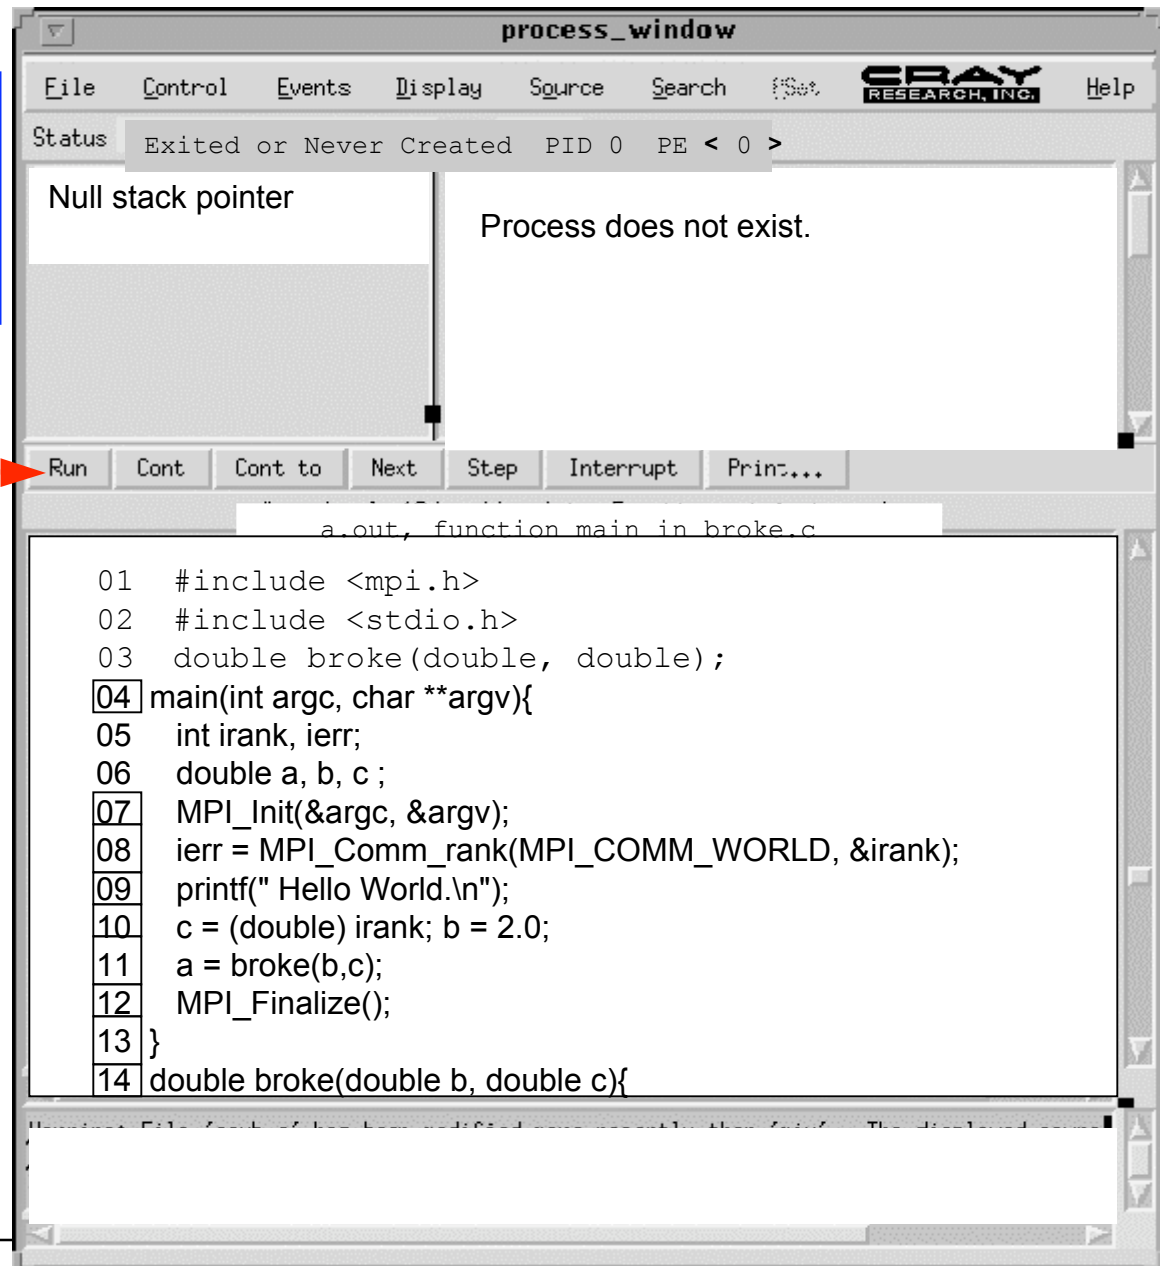 process_window
File Control Events Display Source Search CRAY Help
RESEARCH, INC.
Status Exited or Never Created PID 0 PE < 0 >
Null stack pointer
Process does not exist.
Run Cont Cont to Next Step Interrupt Print...
a.out, function main in broke.c
01 #include <mpi.h>
02 #include <stdio.h>
03 double broke(double, double);
04 main(int argc, char **argv){
05 int irank, ierr;
06 double a, b, c ;
07 MPI_Init(&argc, &argv);
08 ierr = MPI_Comm_rank(MPI_COMM_WORLD, &irank);
09 printf(" Hello World.\n");
10 c = (double) irank; b = 2.0;
11 a = broke(b,c);
12 MPI_Finalize();
13 }
14 double broke(double b, double c){